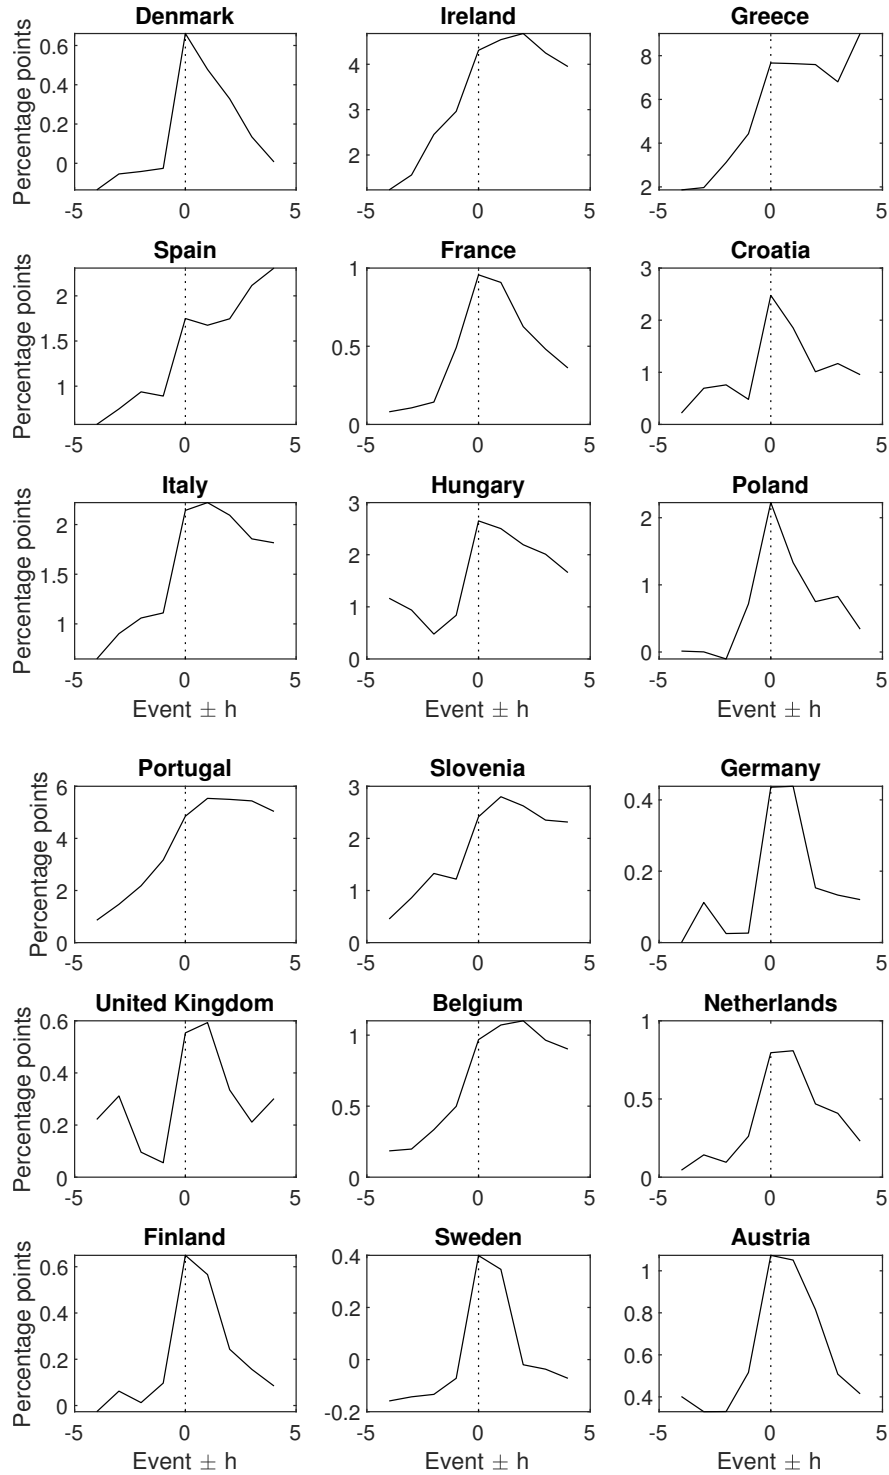 Denmark Ireland Greece
Percentage points
0.6
0.4
0.2
0
-5 0 5
4
3
2
-5 0 5
8
6
4
2
-5 0 5
Spain France Croatia
Percentage points
2
1.5
1
-5 0 5
1
0.5
0
-5 0 5
3
2
1
0
-5 0 5
Italy Hungary Poland
Percentage points
2
1.5
1
-5 0 5
Event ± h
3
2
1
0
-5 0 5
Event ± h
2
1
0
-5 0 5
Event ± h
Portugal Slovenia Germany
Percentage points
6
4
2
0
-5 0 5
3
2
1
0
-5 0 5
0.4
0.2
0
-5 0 5
United Kingdom Belgium Netherlands
Percentage points
0.6
0.4
0.2
0
-5 0 5
1
0.5
0
-5 0 5
1
0.5
0
-5 0 5
Finland Sweden Austria
Percentage points
0.6
0.4
0.2
0
-5 0 5
Event ± h
0.4
0.2
0
-0.2
-5 0 5
Event ± h
1
0.8
0.6
0.4
-5 0 5
Event ± h